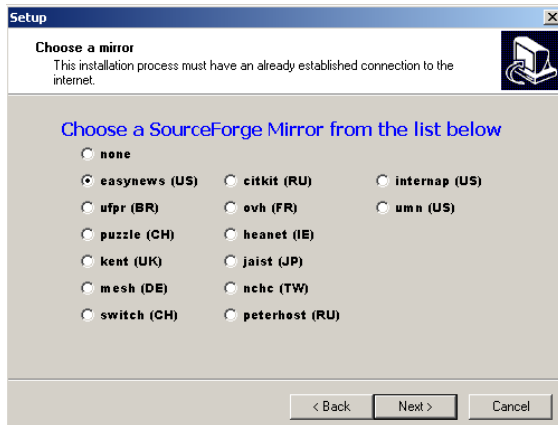 Setup
Choose a mirror
This installation process must have an already established connection to the
internet.
Choose a SourceForge Mirror from the list below
none
easynews (US) citkit (RU) internap (US)
ufpr (BR) ovh (FR) umn (US)
puzzle (CH) heanet (IE)
kent (UK) jaist (JP)
mesh (DE) nchc (TW)
switch (CH) peterhost (RU)
< Back Next > Cancel